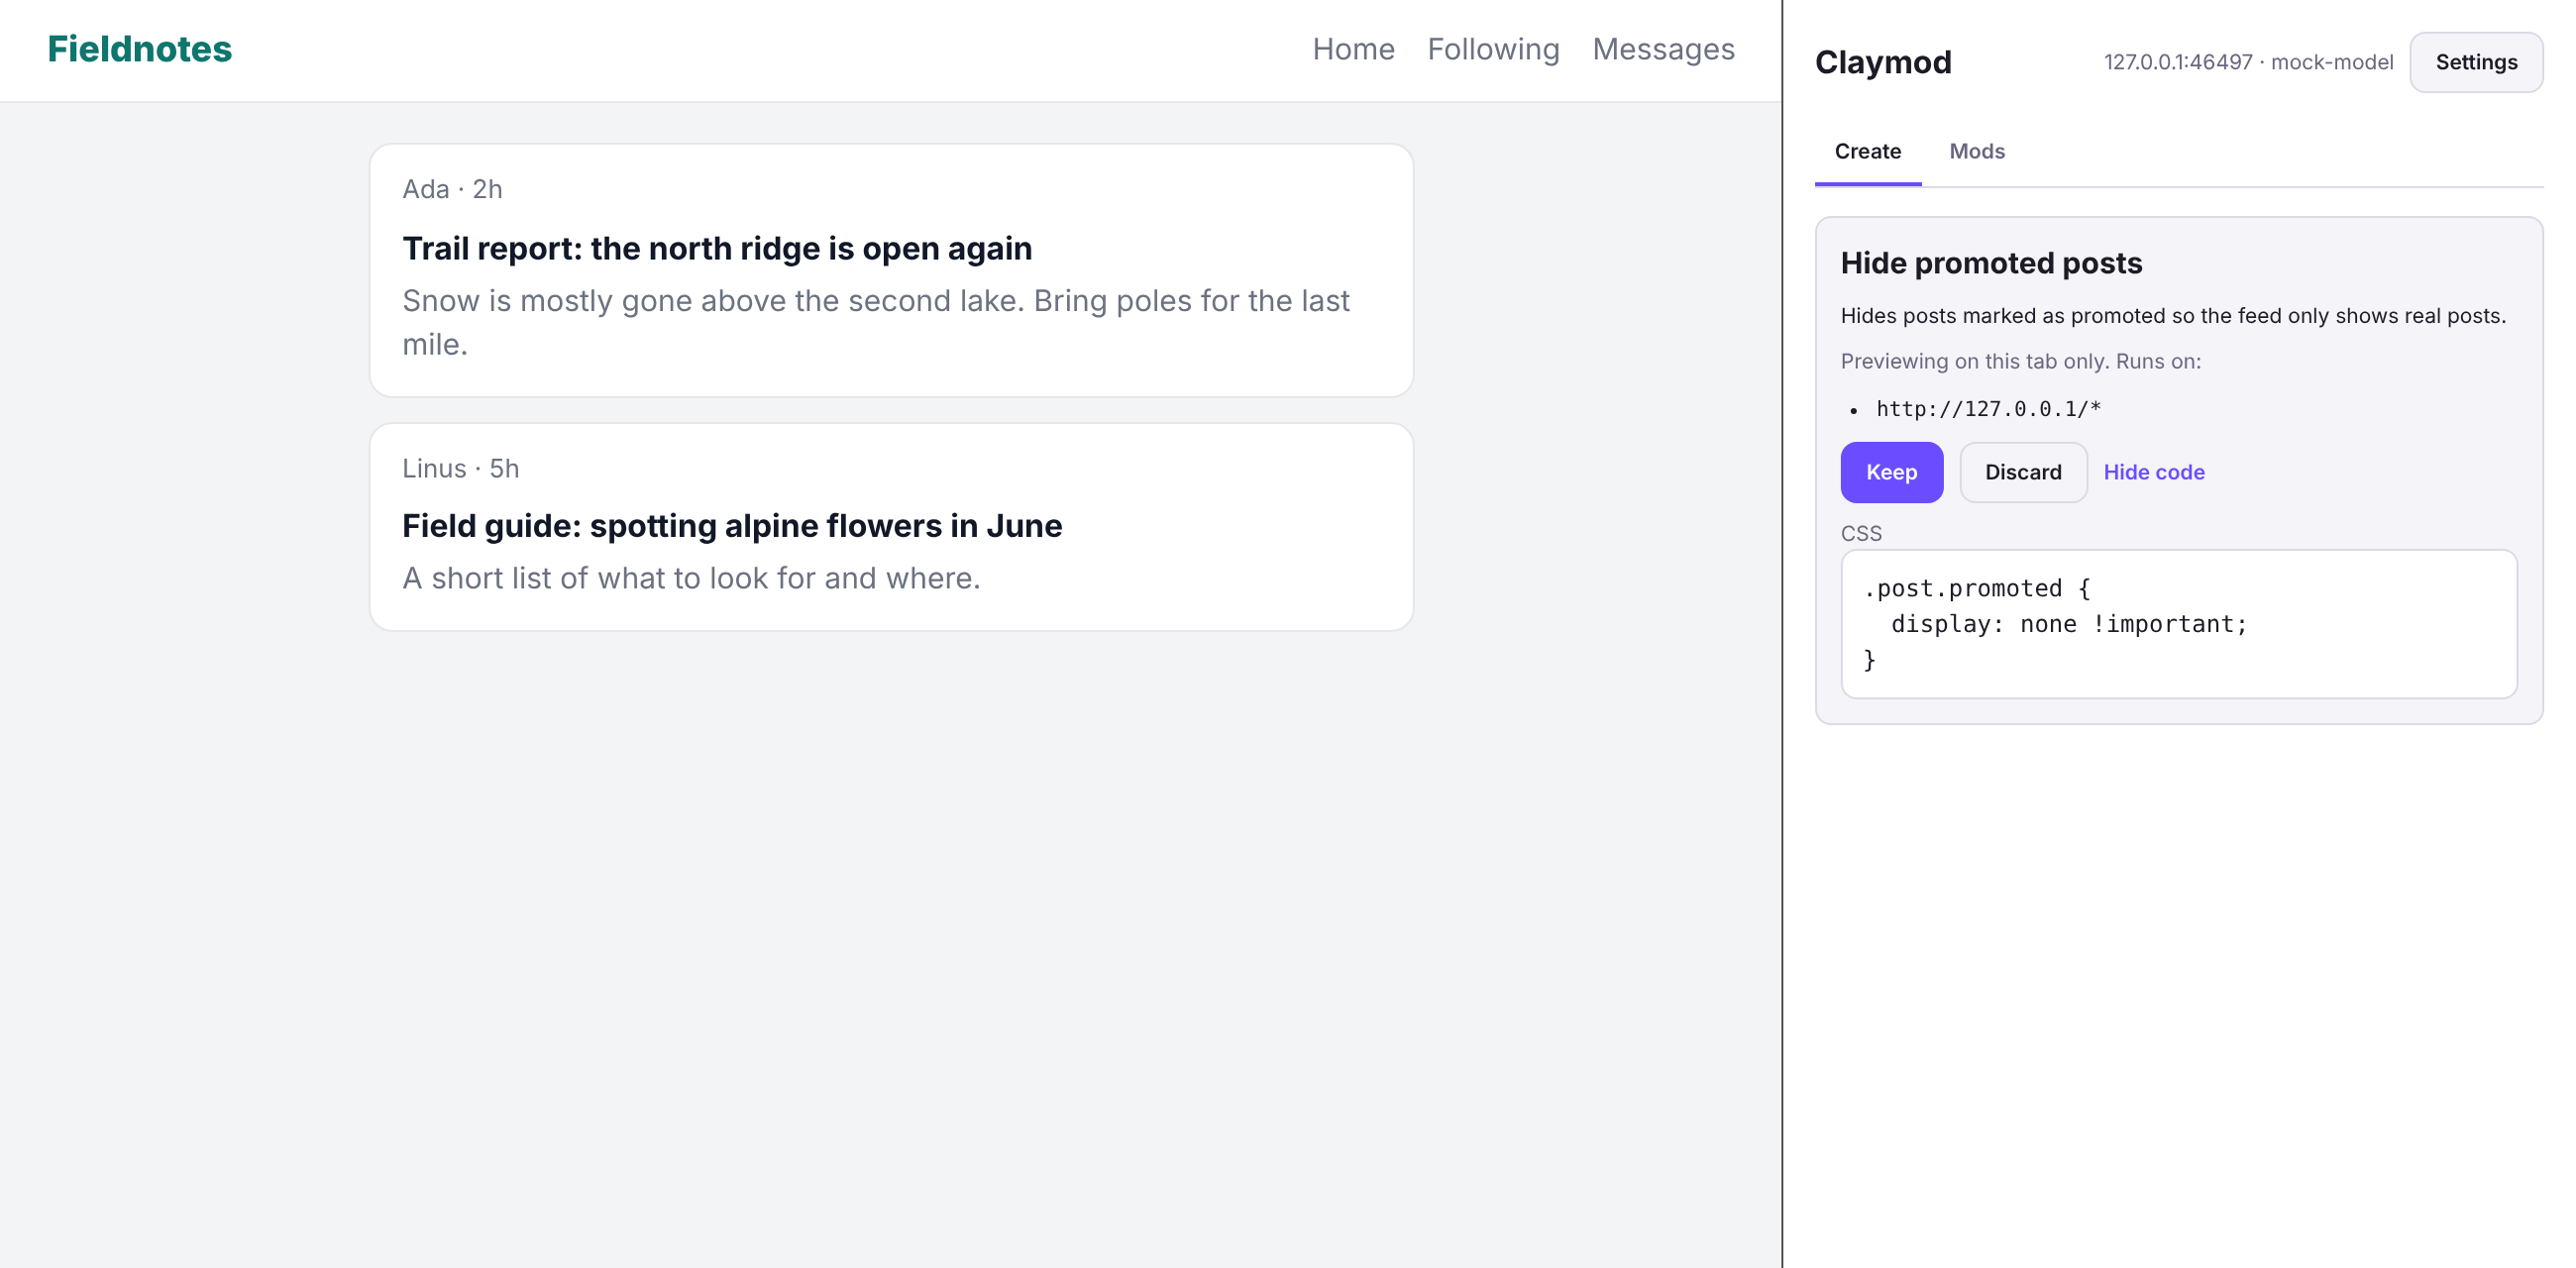 Fieldnotes
Home Following Messages
Ada · 2h
Trail report: the north ridge is open again
Snow is mostly gone above the second lake. Bring poles for the last
mile.
Linus · 5h
Field guide: spotting alpine flowers in June
A short list of what to look for and where.
Claymod
127.0.0.1:46497 · mock-model
Settings
Create Mods
Hide promoted posts
Hides posts marked as promoted so the feed only shows real posts.
Previewing on this tab only. Runs on:
• http://127.0.0.1/*
Keep Discard Hide code
CSS
.post.promoted {
  display: none !important;
}